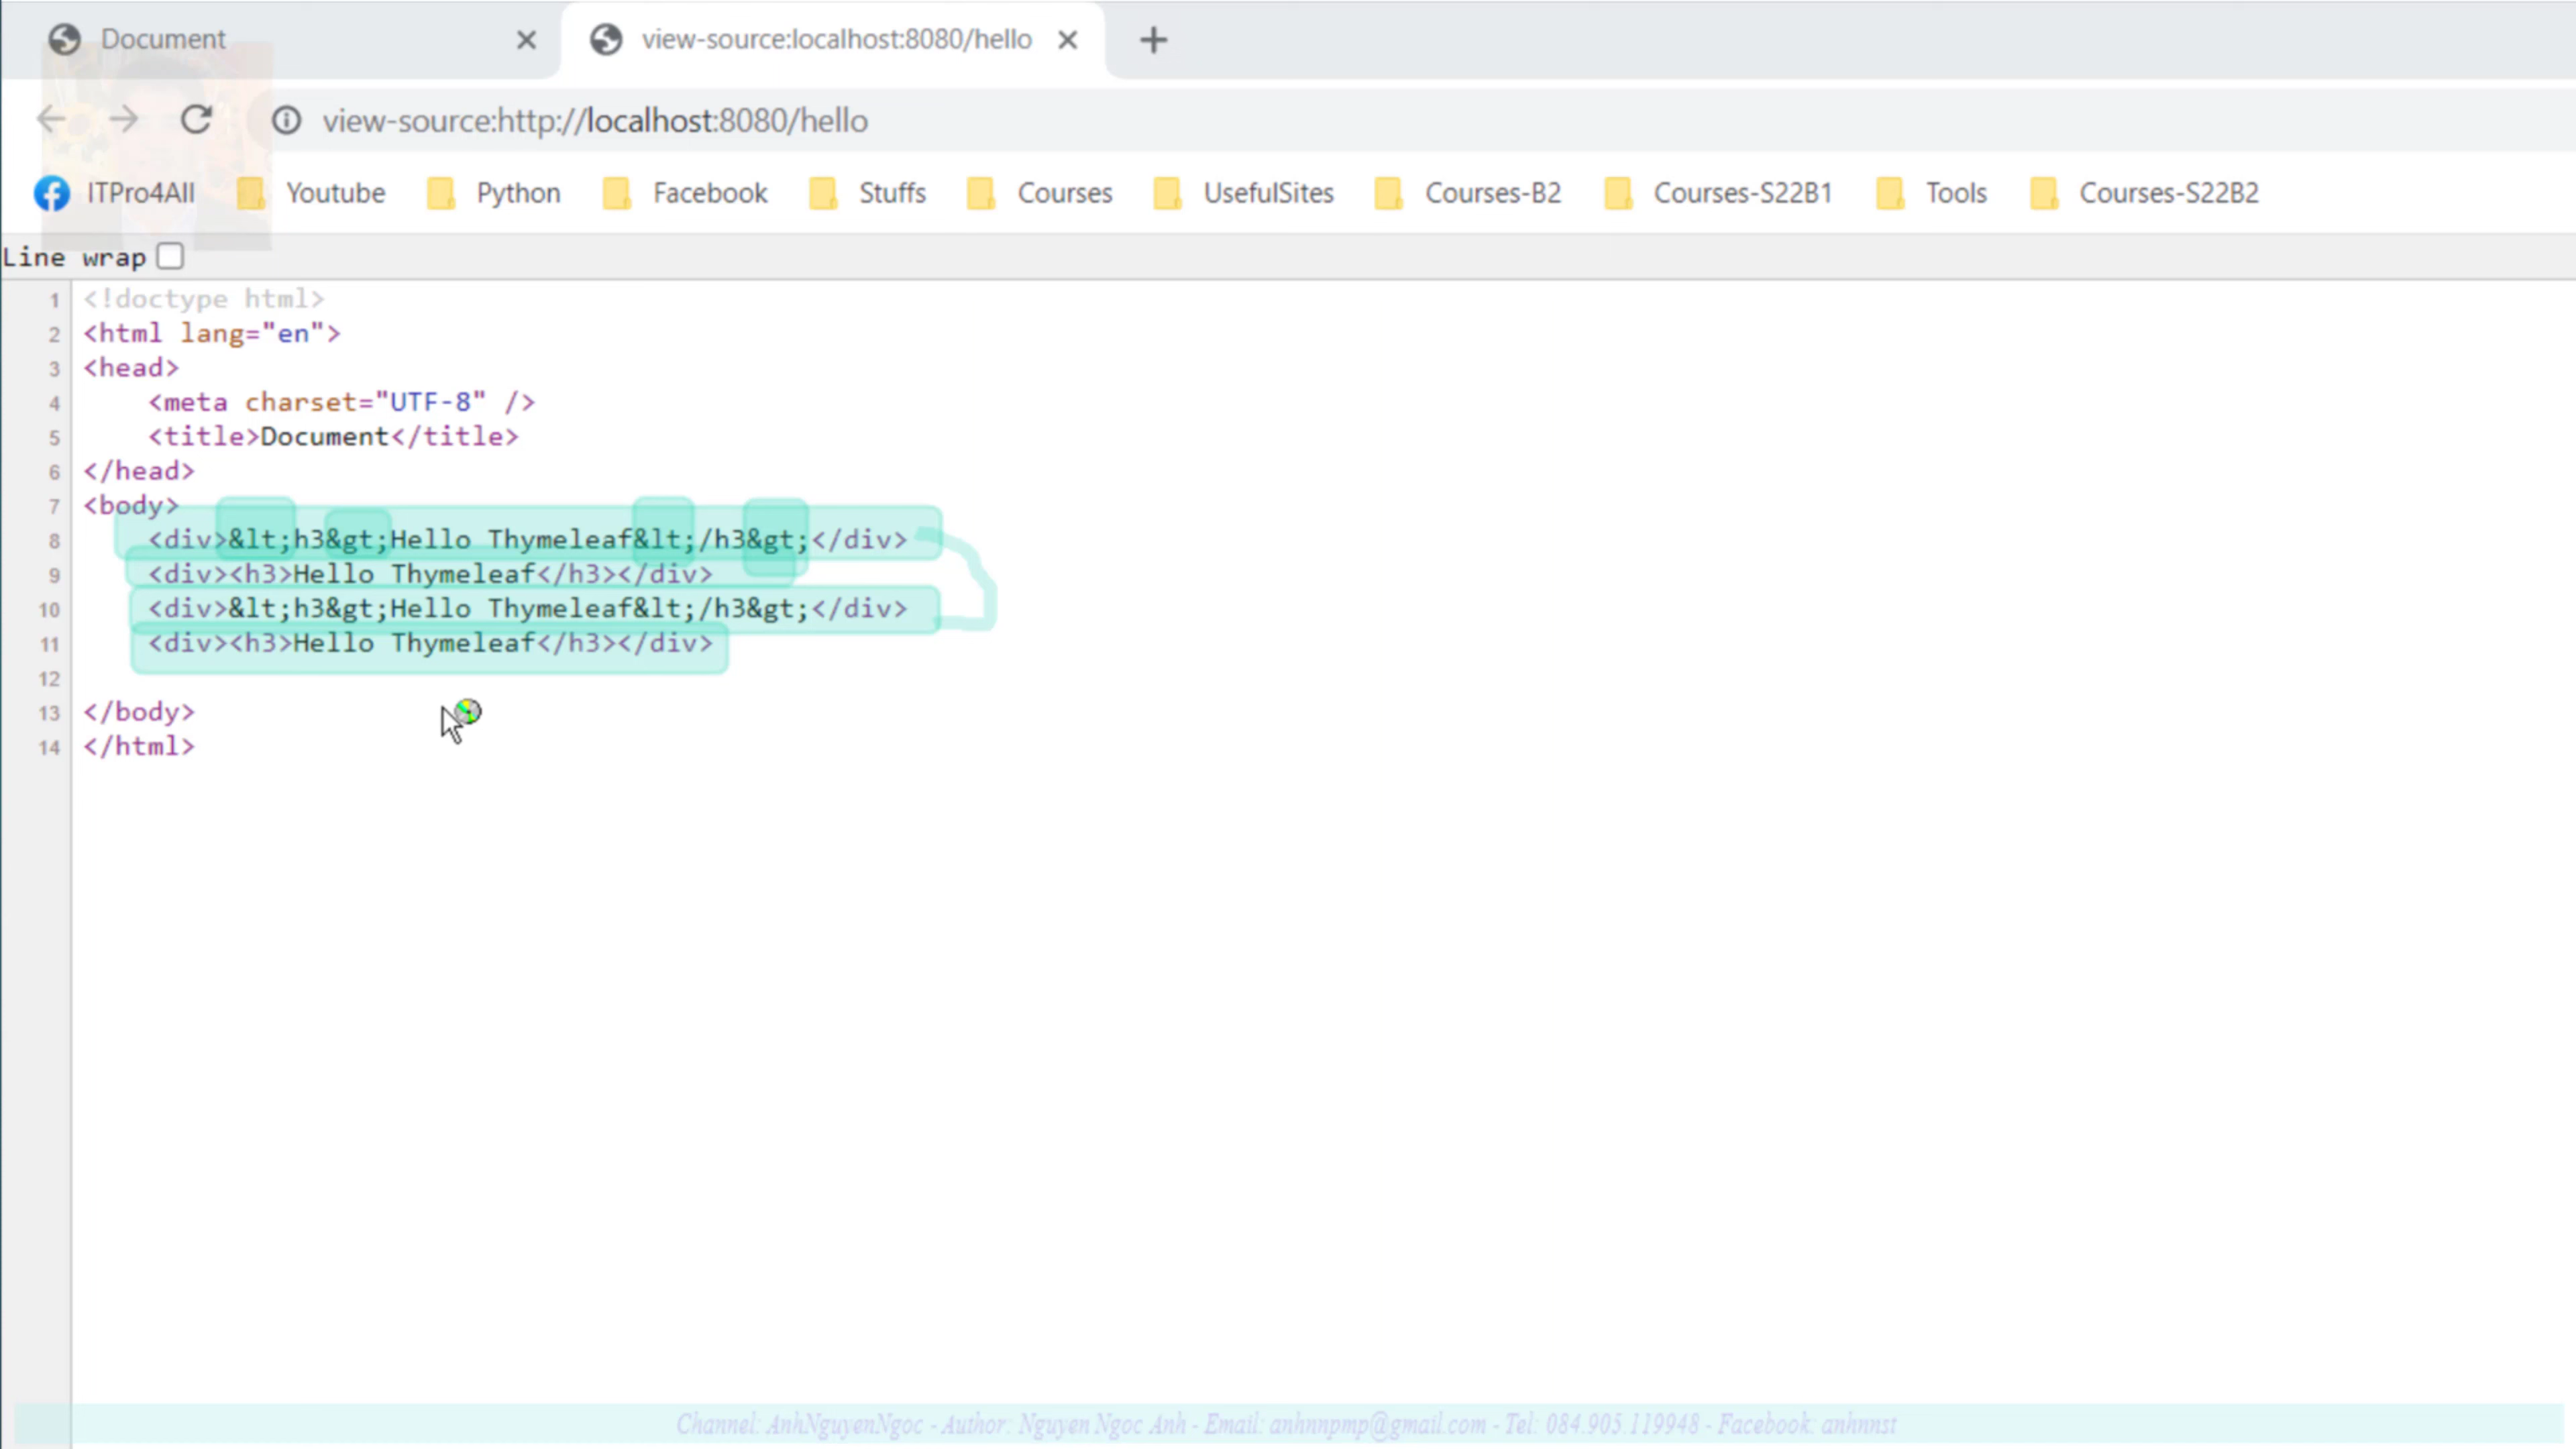 Document
view-source:localhost:8080/hello
view-source:http://localhost:8080/hello
ITPro4All Youtube Python Facebook Stuffs Courses UsefulSites Courses-B2 Courses-S22B1 Tools Courses-S22B2
Line wrap
1 <!doctype html>
2 <html lang="en">
3 <head>
4 <meta charset="UTF-8" />
5 <title>Document</title>
6 </head>
7 <body>
8 <div>&lt;h3&gt;Hello Thymeleaf&lt;/h3&gt;</div>
9 <div><h3>Hello Thymeleaf</h3></div>
10 <div>&lt;h3&gt;Hello Thymeleaf&lt;/h3&gt;</div>
11 <div><h3>Hello Thymeleaf</h3></div>
12
13 </body>
14 </html>
Channel: AnhNguyenNgoc - Author: Nguyen Ngoc Anh - Email: anhnnpmp@gmail.com - Tel: 084.905.119948 - Facebook: anhnnst